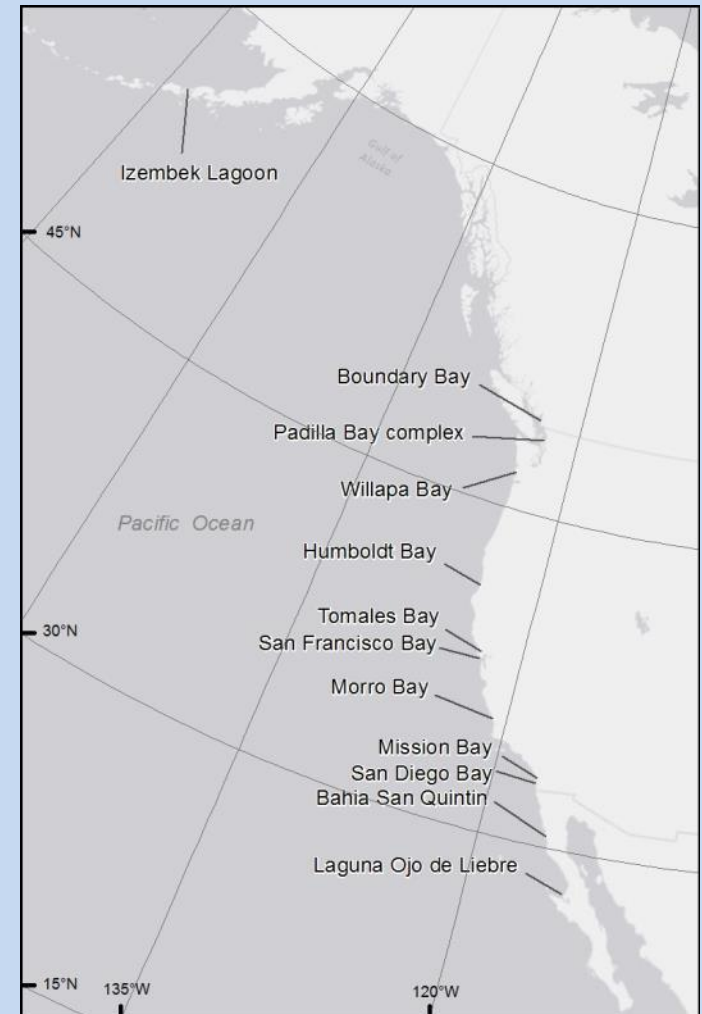 Gulf of
Alaska
Izembek Lagoon
45°N
Boundary Bay
Padilla Bay complex
Willapa Bay
Pacific Ocean
Humboldt Bay
Tomales Bay
30°N
San Francisco Bay
Morro Bay
Mission Bay
San Diego Bay
Bahia San Quintin
Laguna Ojo de Liebre
15°N
135°W
120°W